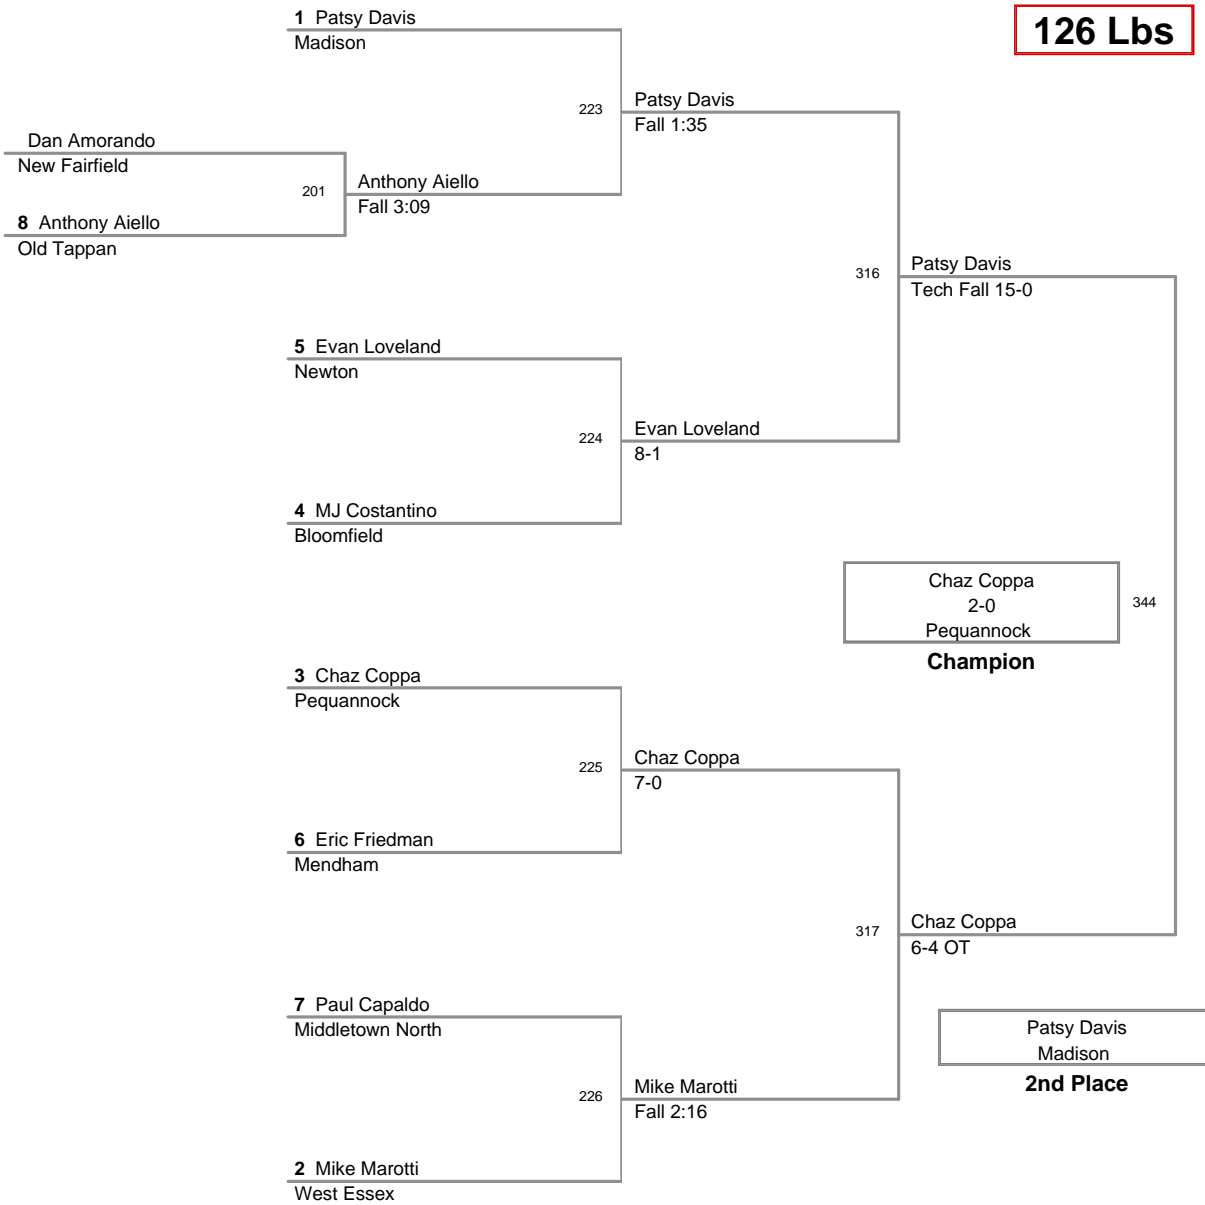 1 Patsy Davis
Madison
126 Lbs
223
Patsy Davis
Fall 1:35
Dan Amorando
New Fairfield
201
Anthony Aiello
Fall 3:09
8 Anthony Aiello
Old Tappan
316
Patsy Davis
Tech Fall 15-0
5 Evan Loveland
Newton
224
Evan Loveland
8-1
4 MJ Costantino
Bloomfield
Chaz Coppa
2-0
Pequannock
344
Champion
3 Chaz Coppa
Pequannock
225
Chaz Coppa
7-0
6 Eric Friedman
Mendham
317
Chaz Coppa
6-4 OT
7 Paul Capaldo
Middletown North
Patsy Davis
Madison
2nd Place
226
Mike Marotti
Fall 2:16
2 Mike Marotti
West Essex